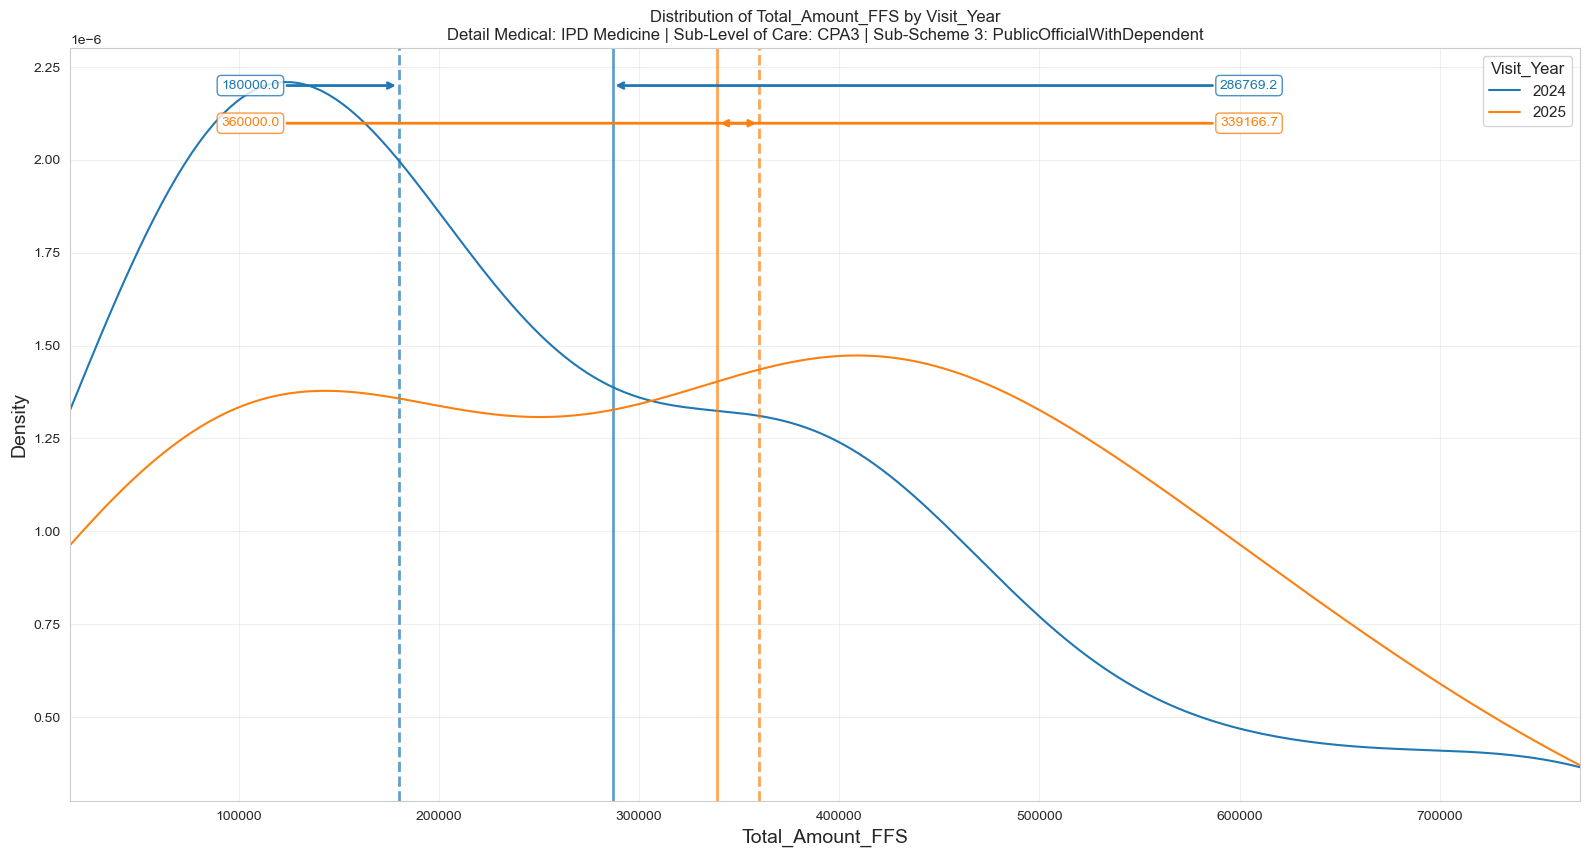 Distribution of Total_Amount_FFS by Visit_Year
Detail Medical: IPD Medicine | Sub-Level of Care: CPA3 | Sub-Scheme 3: PublicOfficialWithDependent
1e−6
Visit_Year
2024
2025
180000.0
286769.2
360000.0
339166.7
2.25
2.00
1.75
1.50
1.25
1.00
0.75
0.50
Density
100000 200000 300000 400000 500000 600000 700000
Total_Amount_FFS